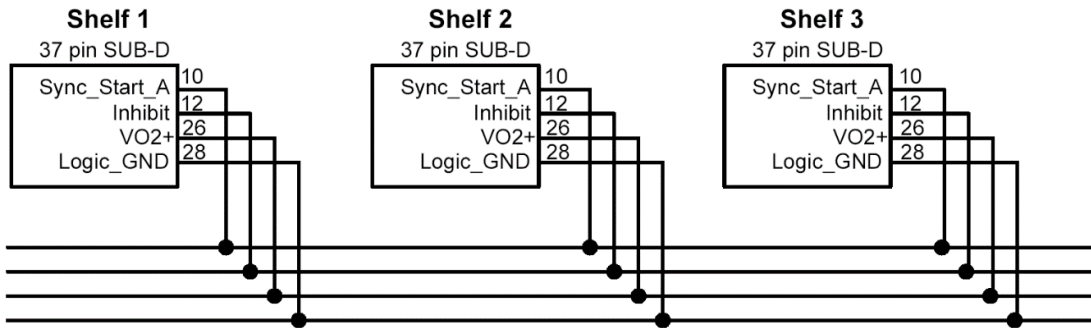 Shelf 1
37 pin SUB-D
Sync_Start_A 10
Inhibit 12
VO2+ 26
Logic_GND 28
Shelf 2
37 pin SUB-D
Sync_Start_A 10
Inhibit 12
VO2+ 26
Logic_GND 28
Shelf 3
37 pin SUB-D
Sync_Start_A 10
Inhibit 12
VO2+ 26
Logic_GND 28